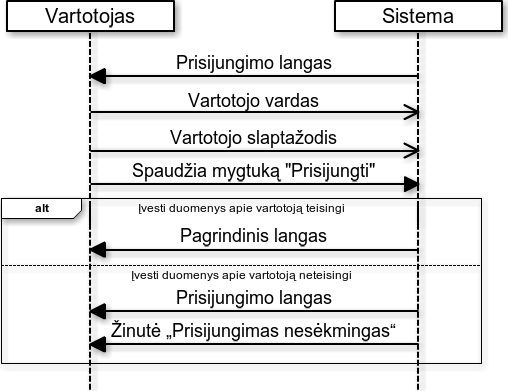 Vartotojas
Sistema
Prisijungimo langas
Vartotojo vardas
Vartotojo slaptažodis
Spaudžia mygtuką "Prisijungti"
alt
Įvesti duomenys apie vartotoją teisingi
Pagrindinis langas
Įvesti duomenys apie vartotoją neteisingi
Prisijungimo langas
Žinutė „Prisijungimas nesėkmingas“